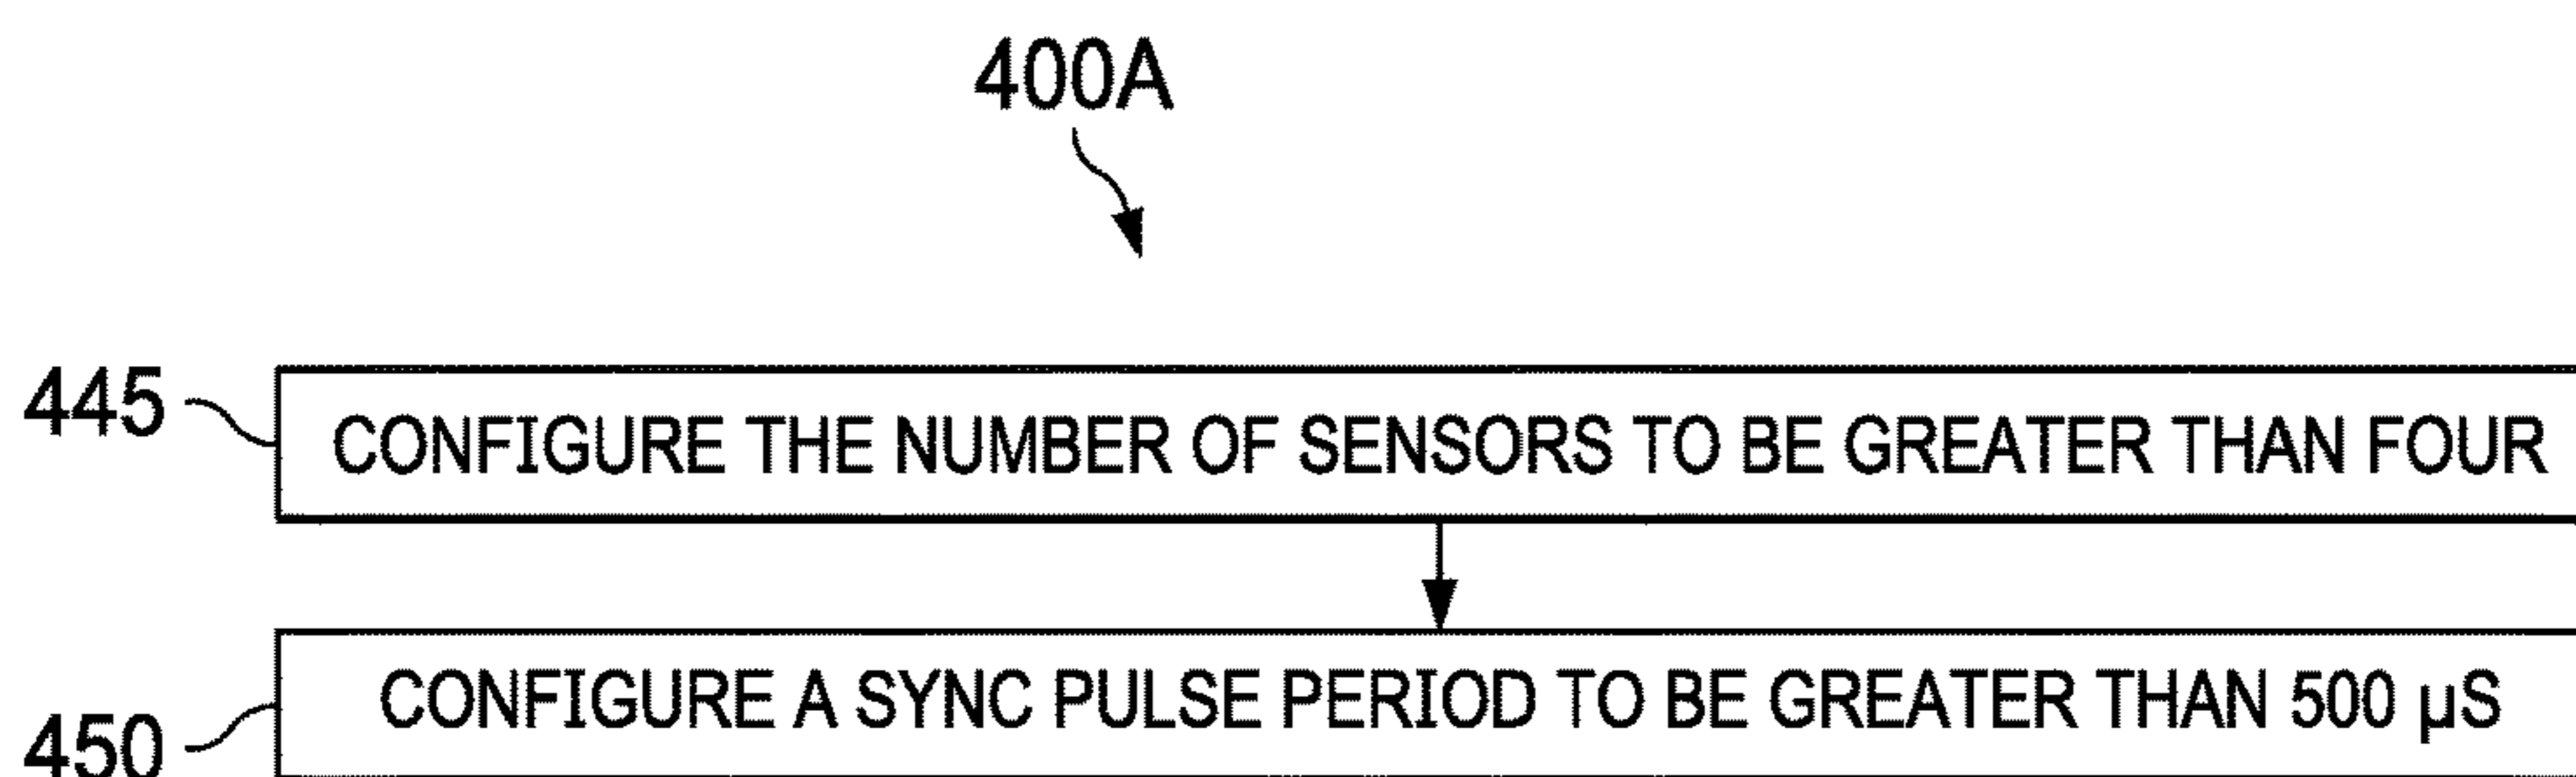 400A
445 CONFIGURE THE NUMBER OF SENSORS TO BE GREATER THAN FOUR
450 CONFIGURE A SYNC PULSE PERIOD TO BE GREATER THAN 500 µS